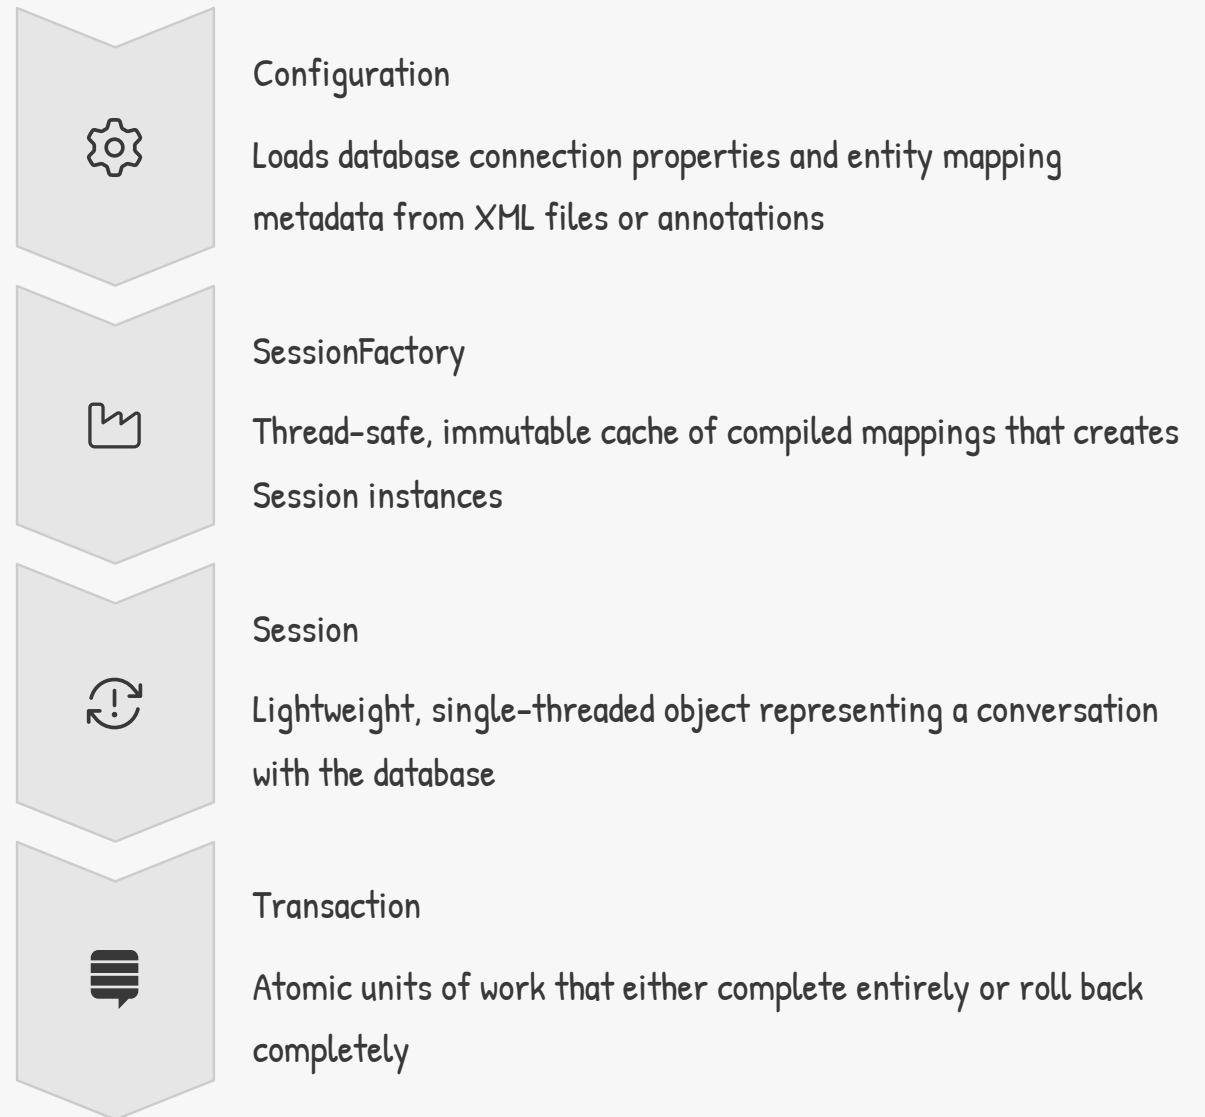 Configuration
Loads database connection properties and entity mapping
metadata from XML files or annotations
SessionFactory
Thread-safe, immutable cache of compiled mappings that creates
Session instances
Session
Lightweight, single-threaded object representing a conversation
with the database
Transaction
Atomic units of work that either complete entirely or roll back
completely